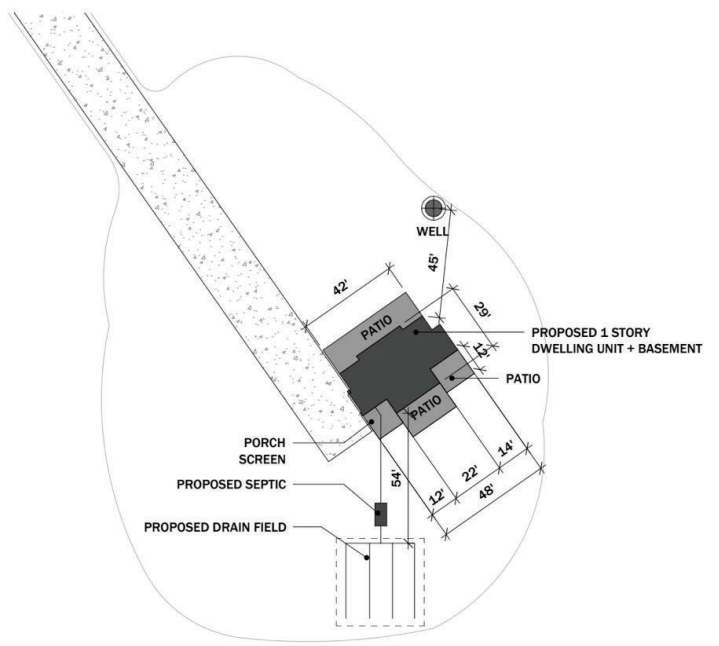 WELL
45'
42'
29'
PATIO
PROPOSED 1 STORY
DWELLING UNIT + BASEMENT
12'
PATIO
PATIO
PORCH
SCREEN
14'
22'
12'
48'
54'
PROPOSED SEPTIC
PROPOSED DRAIN FIELD